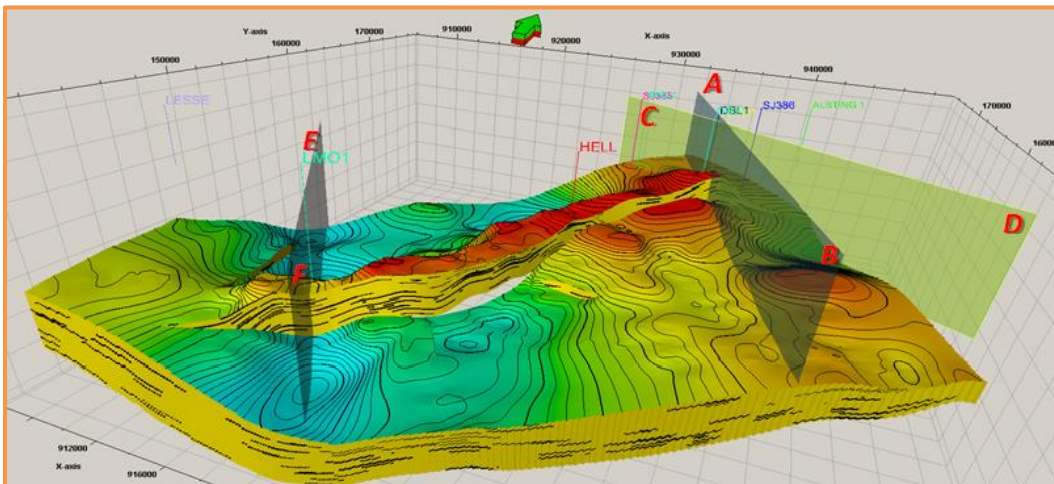 Y-axis
X-axis
150000
160000
170000
910000
920000
930000
940000
170000
160000
LESSE
E
LMO1
HELL
C
A
DBL1
SJ386
ALSTING 1
D
F
B
912000
X-axis
916000